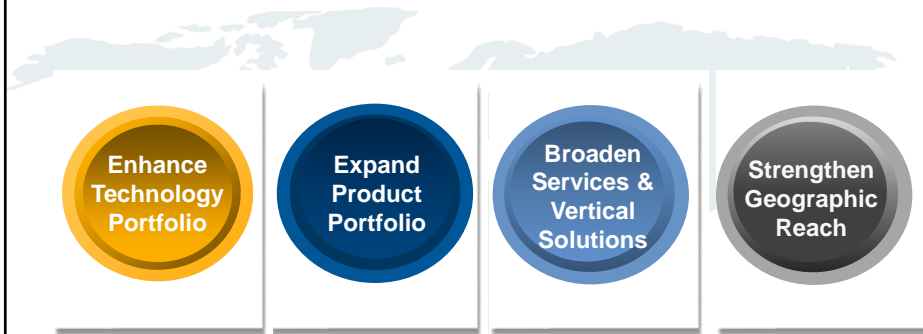 Enhance
Technology
Portfolio
Expand
Product
Portfolio
Broaden
Services &
Vertical
Solutions
Strengthen
Geographic
Reach